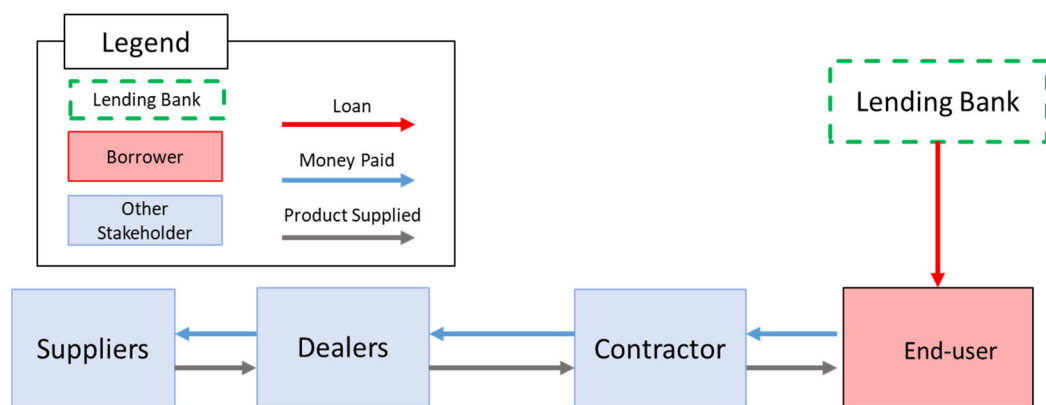 Legend
Lending Bank
Loan
Borrower
Money Paid
Other
Stakeholder
Product Supplied
Lending Bank
Suppliers
Dealers
Contractor
End-user